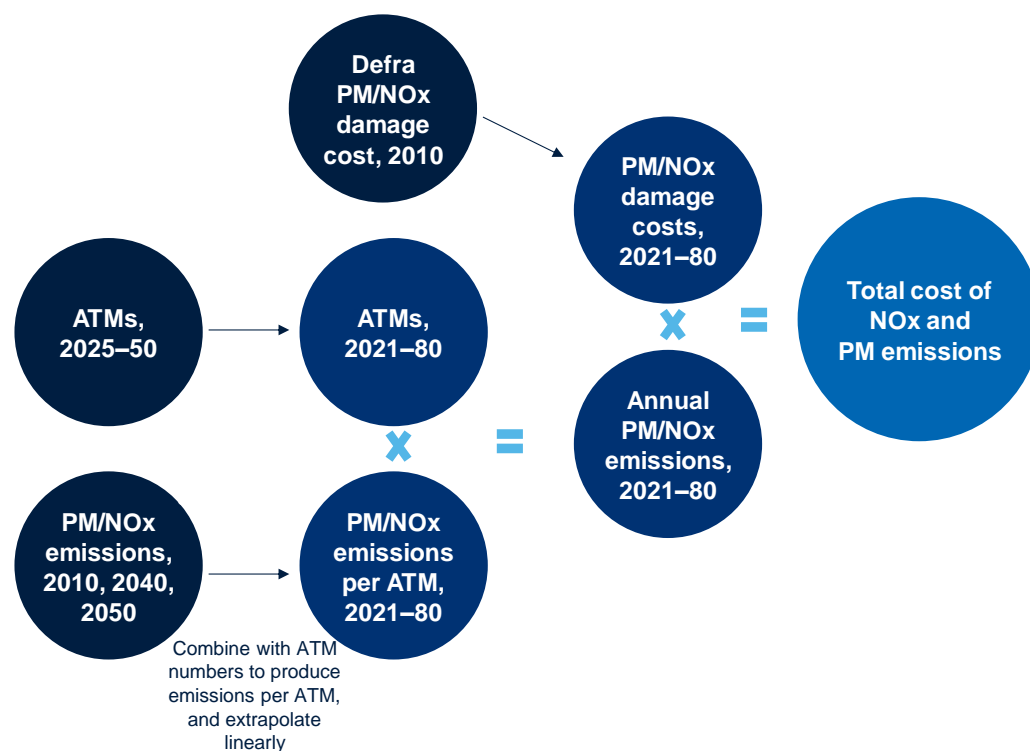 Defra
PM/NOx
damage
cost, 2010
PM/NOx
damage
costs,
2021–80
ATMs,
2025–50
ATMs,
2021–80
Total cost of
NOx and
PM emissions
Annual
PM/NOx
emissions,
2021–80
PM/NOx
emissions,
2010, 2040,
2050
PM/NOx
emissions
per ATM,
2021–80
Combine with ATM
numbers to produce
emissions per ATM,
and extrapolate
linearly